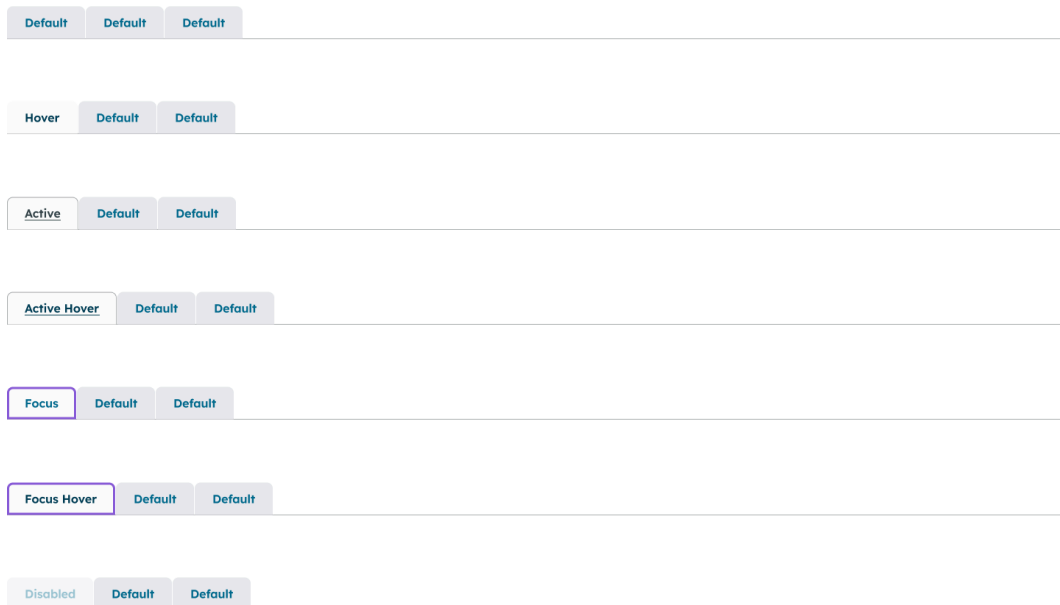 Default Default Default
Hover Default Default
Active Default Default
Active Hover Default Default
Focus Default Default
Focus Hover Default Default
Disabled Default Default